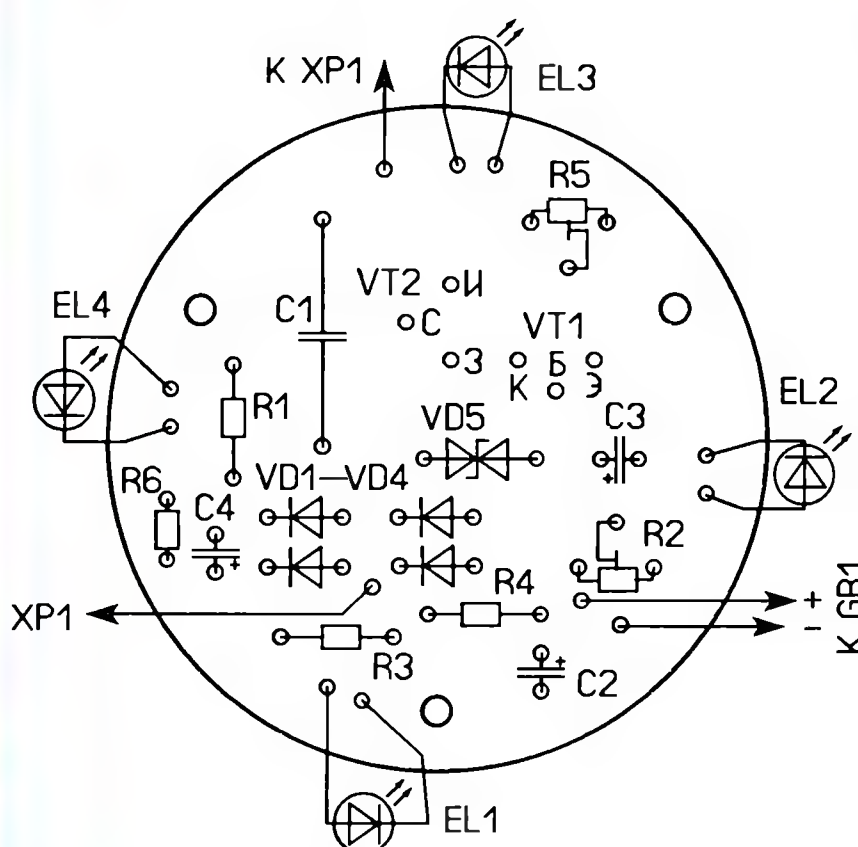 К XP1
EL3
R5
EL4
C1
VT2
И
С
VT1
З
Б
К
Э
EL2
R1
VD5
C3
+
R6
VD1—VD4
C4
+
R2
XP1
R4
+
-
К GB1
R3
+
C2
EL1